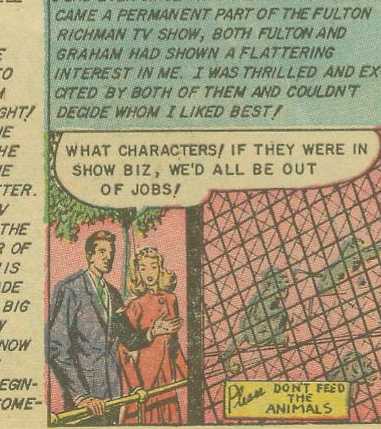 CAME A PERMANENT PART OF THE FULTON
RICHMAN TV SHOW, BOTH FULTON AND
GRAHAM HAD SHOWN A FLATTERING
INTEREST IN ME. I WAS THRILLED AND EX
CITED BY BOTH OF THEM AND COULDN'T
DECIDE WHOM I LIKED BEST!
WHAT CHARACTERS! IF THEY WERE IN
SHOW BIZ, WE'D ALL BE OUT
OF JOBS!
Please DON'T FEED
THE
ANIMALS
TO
GHT!
HE
TTER.
THE
R OF
IS
BIG
NOW
EGIN-
OME-